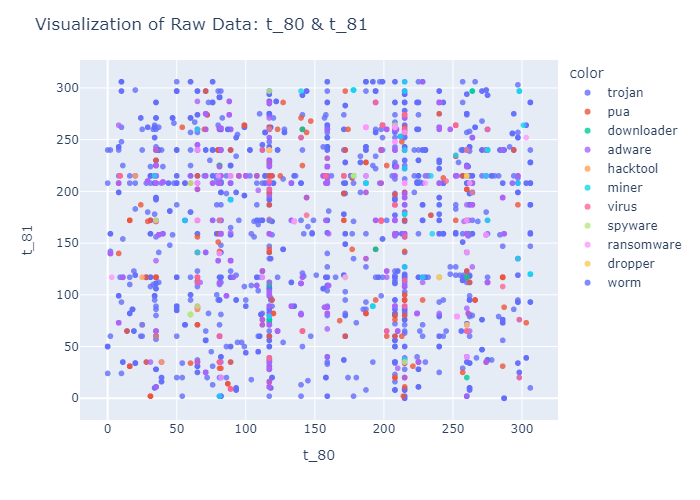 Visualization of Raw Data: t_80 & t_81
color
trojan
pua
downloader
adware
hacktool
miner
virus
spyware
ransomware
dropper
worm
300
250
200
150
100
50
0
t_81
0 50 100 150 200 250 300
t_80